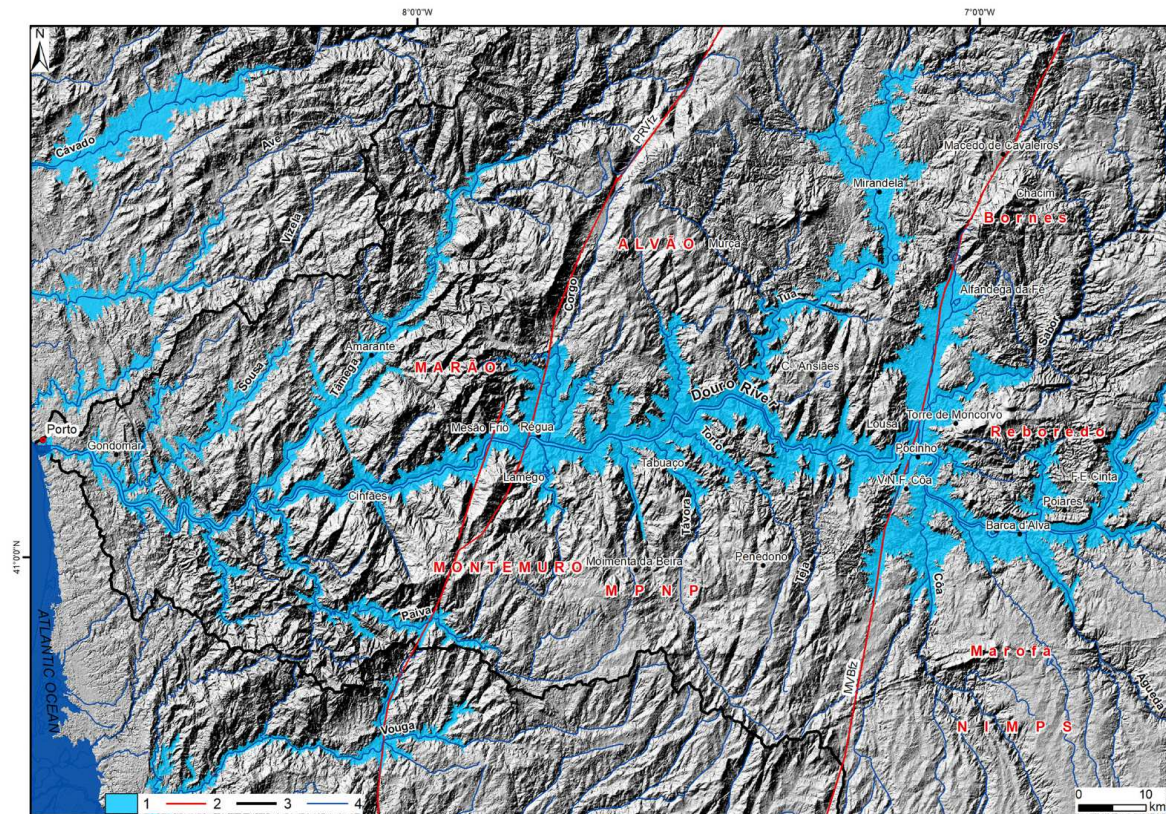 8°0'0"W
7°0'0"W
N
Cávado
Ave
PRVfz
Macedo de Cavaleiros
Mirandela
Chacim
Vizela
Bornes
ALVÃO
Murça
Corgo
Alfandega da Fé
Tua
Sabor
Amarante
Sousa
Tâmega
MARÃO
C. Ansiães
Douro River
Torre de Moncorvo
Porto
Lousa
Reboredo
Gondomar
Mesão Frio
Régua
Pocinho
Torto
Tabuaço
Lamego
V.N. F. Côa
F.E.Cinta
Cinfães
Távora
Poiares
Barca d'Alva
41°0'0"N
MONTEMURO
Moimenta da Beira
Penedono
Teja
MPNP
Côa
Paiva
ATLANTIC OCEAN
Marofa
MVBfz
Águeda
Vouga
NIMPS
1
2
3
4
0
10
km